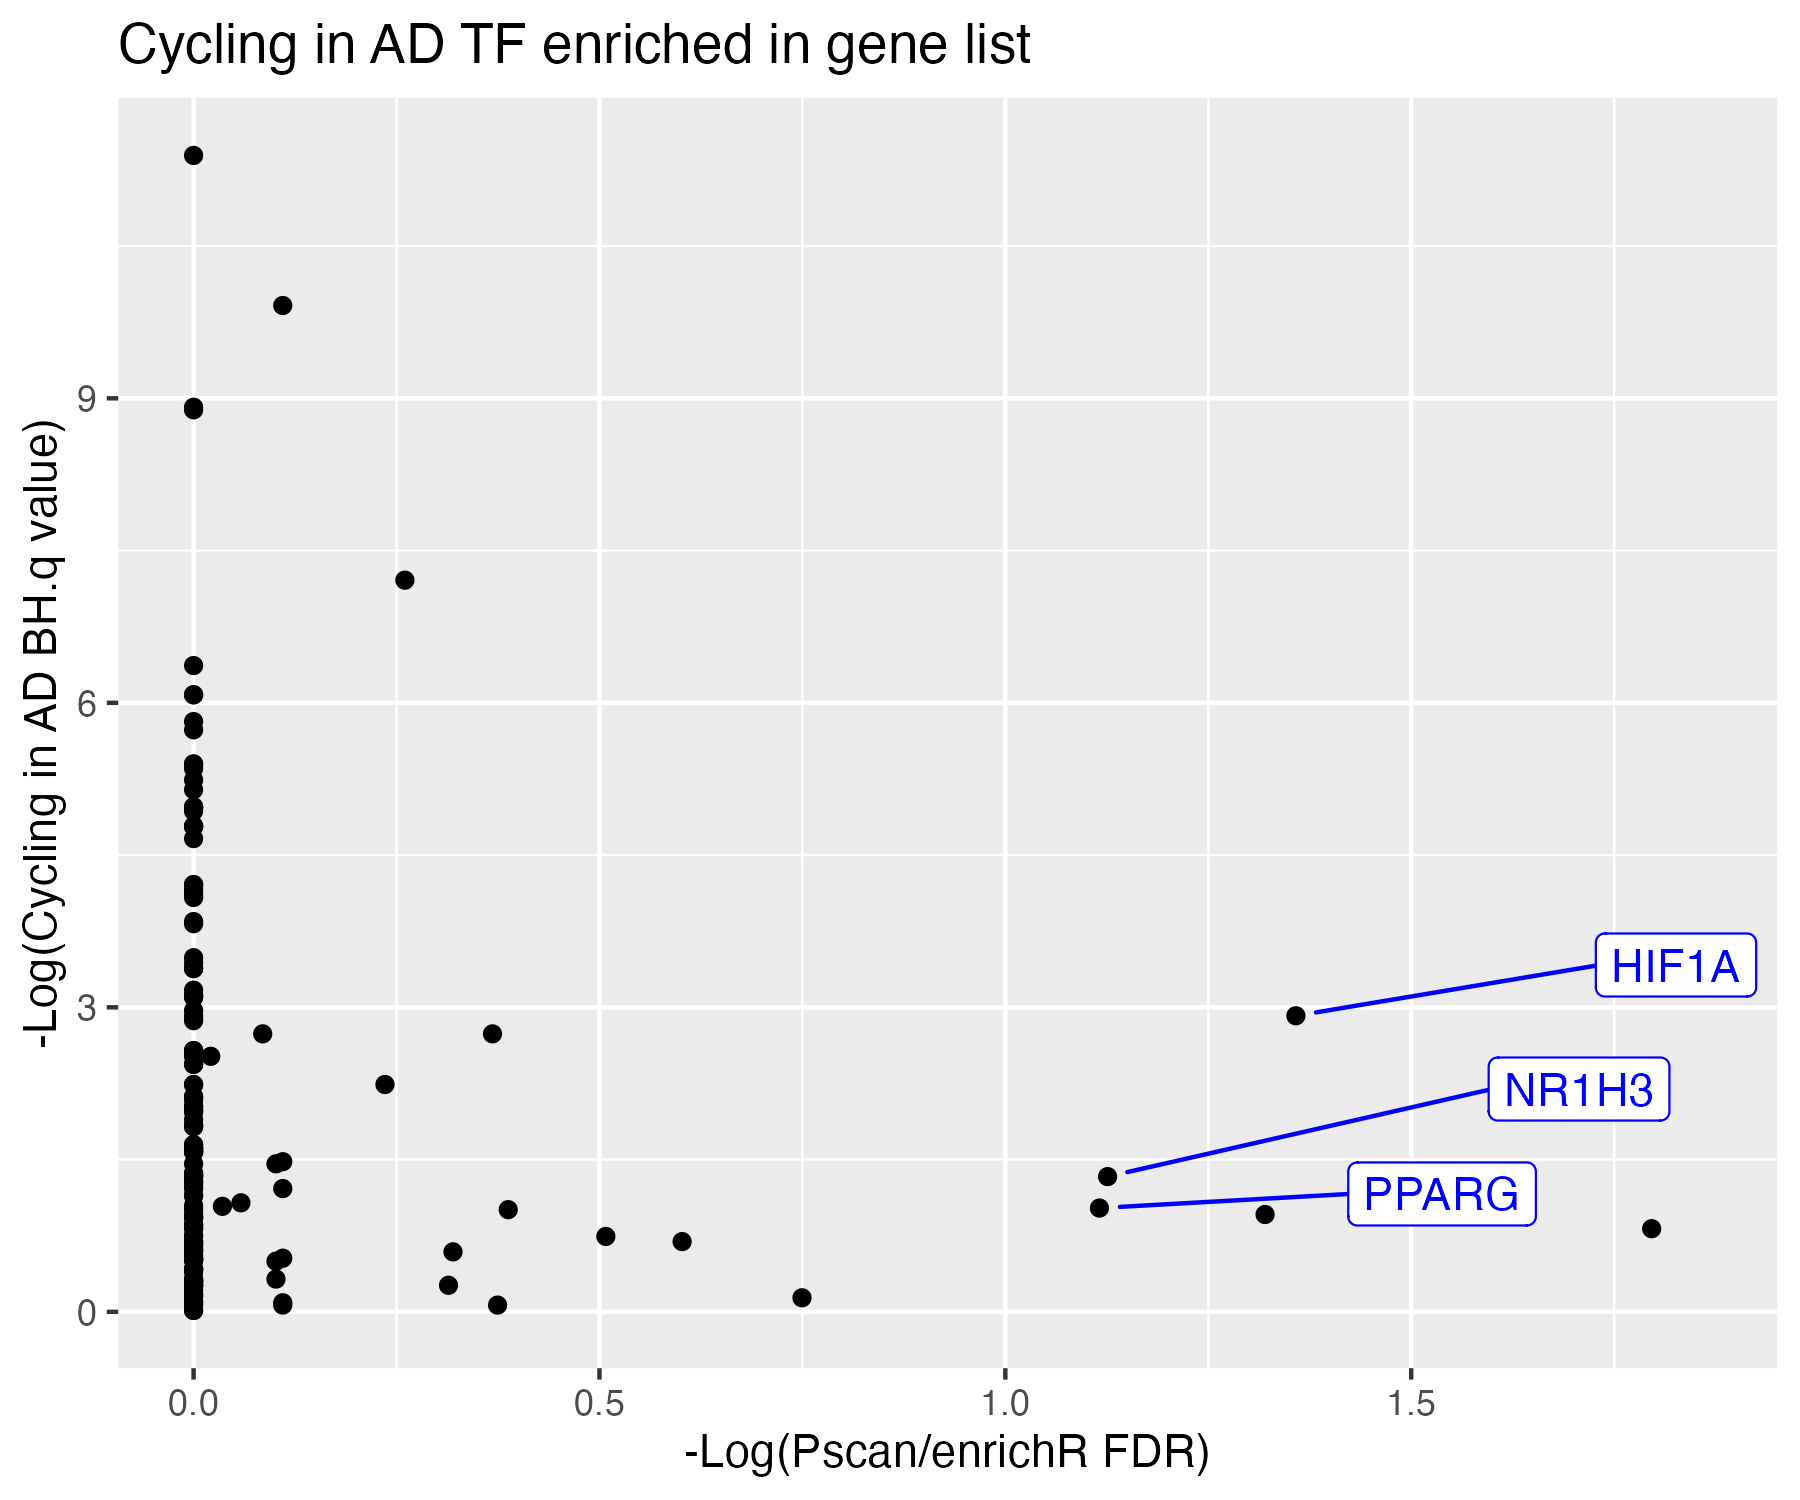 Cycling in AD TF enriched in gene list
-Log(Cycling in AD BH.q value)
9
6
3
0
HIF1A
NR1H3
PPARG
0.0
0.5
1.0
1.5
-Log(Pscan/enrichR FDR)